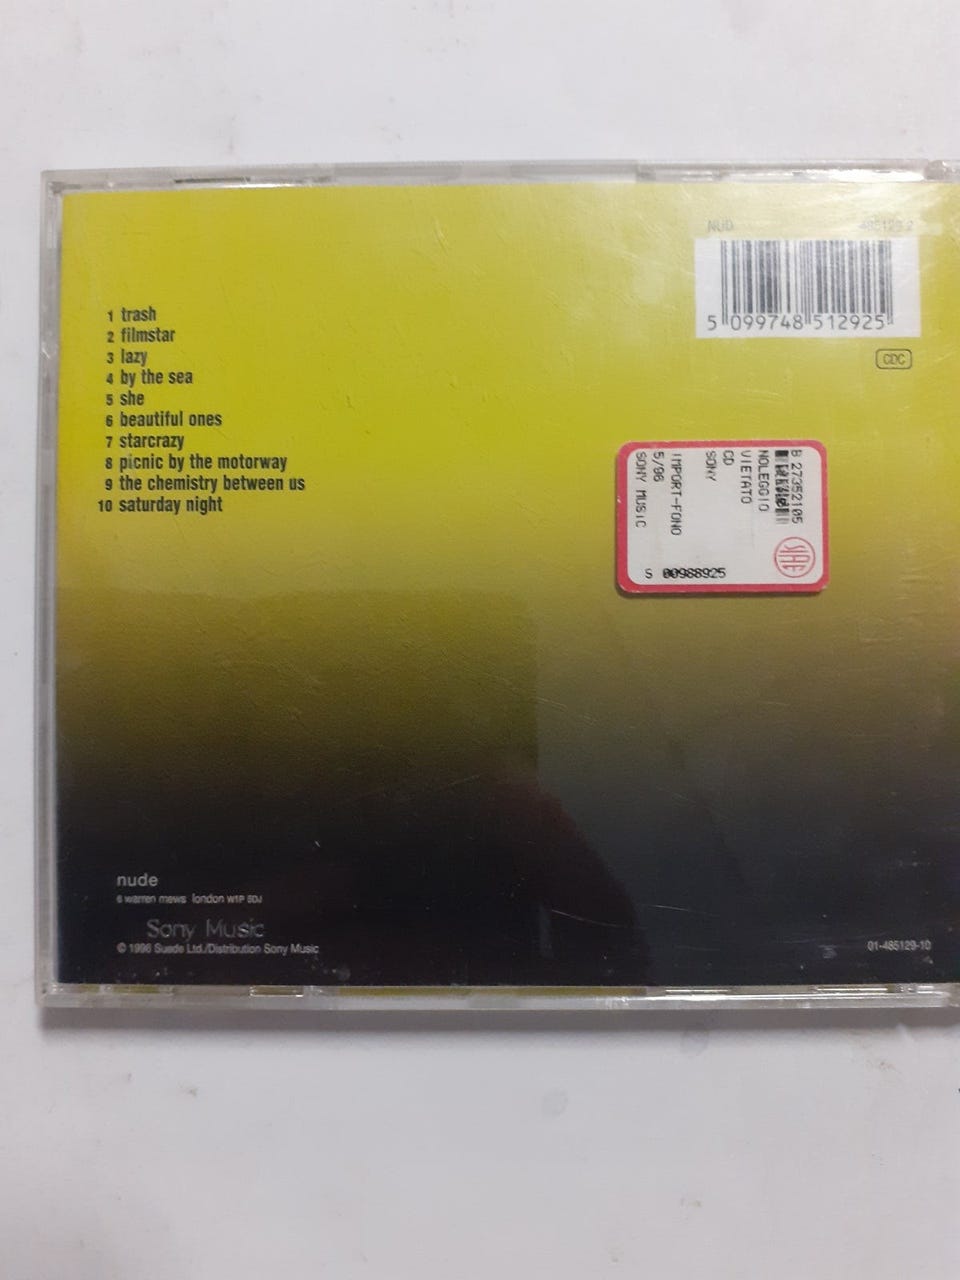 NUD 485129 2
5 099748 512925
CDC
1 trash
2 filmstar
3 lazy
4 by the sea
5 she
6 beautiful ones
7 starcrazy
8 picnic by the motorway
9 the chemistry between us
10 saturday night
B 27352105
NOLEGGIO
VIETATO
CD
SONY
IMPORT-FONO
5/96
SONY MUSIC
S 00988925
SIAE
nude
6 warren mews london W1P 5DJ
Sony Music
© 1996 Suede Ltd./Distribution Sony Music
01-485129-10